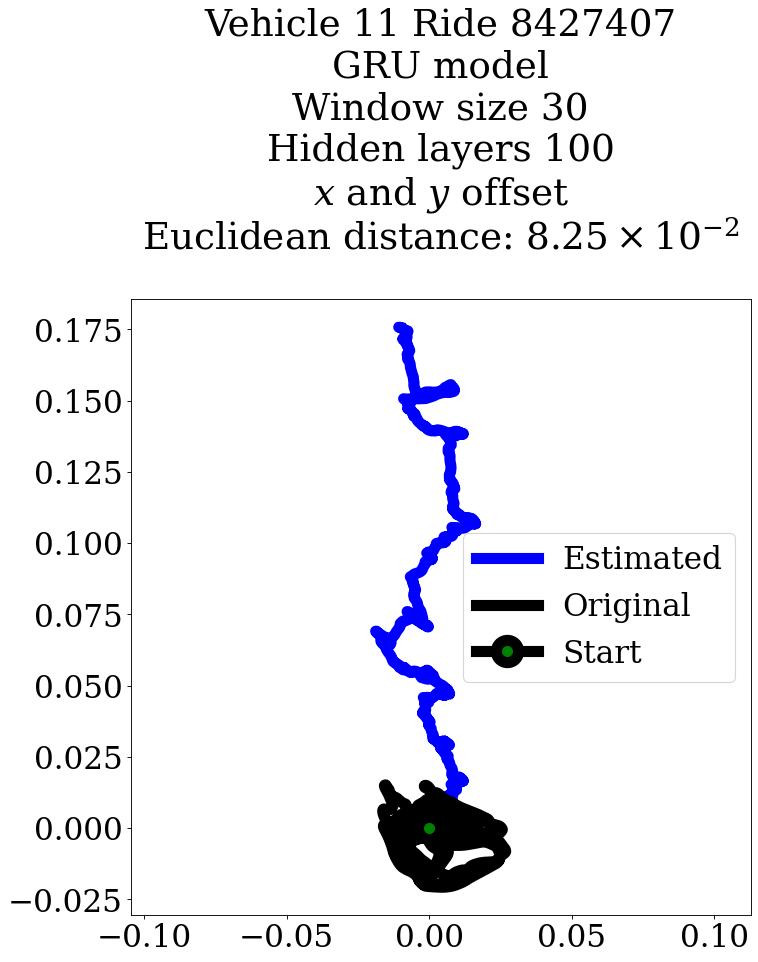 Vehicle 11 Ride 8427407
GRU model
Window size 30
Hidden layers 100
x and y offset
Euclidean distance: 8.25 × 10⁻²
0.175
0.150
0.125
0.100
0.075
0.050
0.025
0.000
−0.025
Estimated
Original
Start
−0.10
−0.05
0.00
0.05
0.10